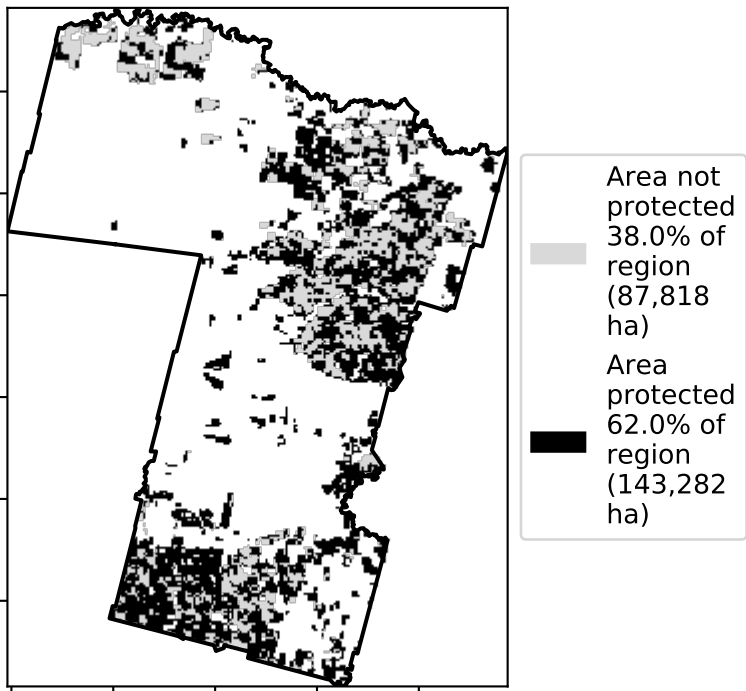 Area not
protected
38.0% of
region
(87,818
ha)
Area
protected
62.0% of
region
(143,282
ha)